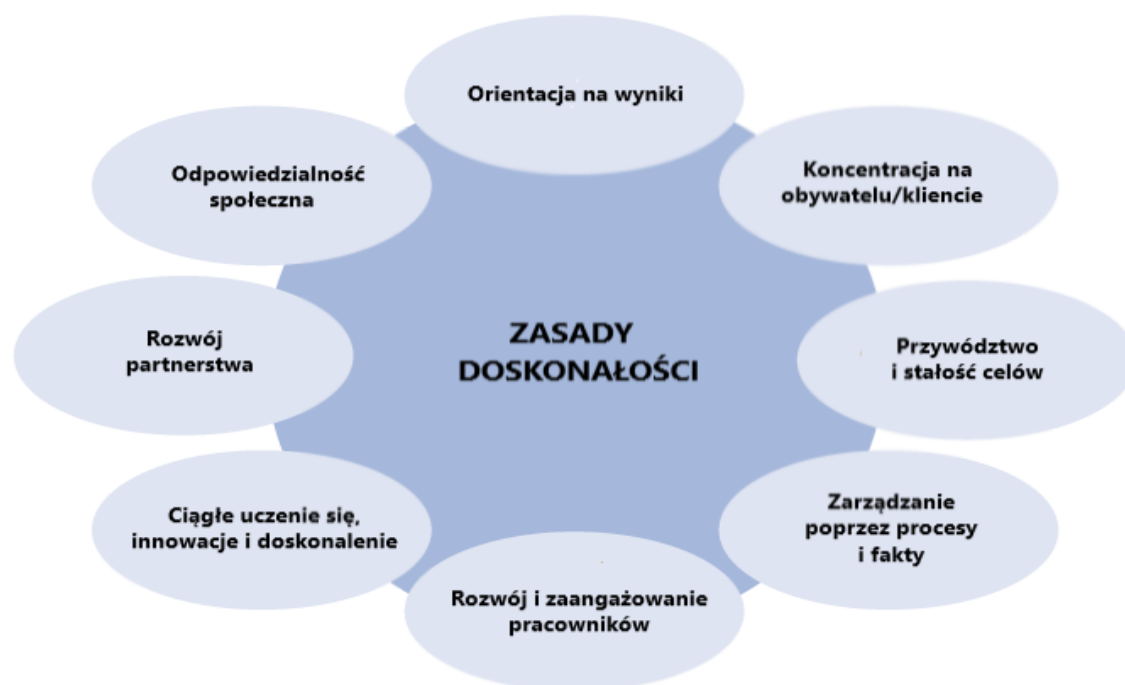 Orientacja na wyniki
Odpowiedzialność
społeczna
Koncentracja na
obywatelu/kliencie
Rozwój
partnerstwa
ZASADY
DOSKONAŁOŚCI
Przywództwo
i stałość celów
Ciągłe uczenie się,
innowacje i doskonalenie
Zarządzanie
poprzez procesy
i fakty
Rozwój i zaangażowanie
pracowników